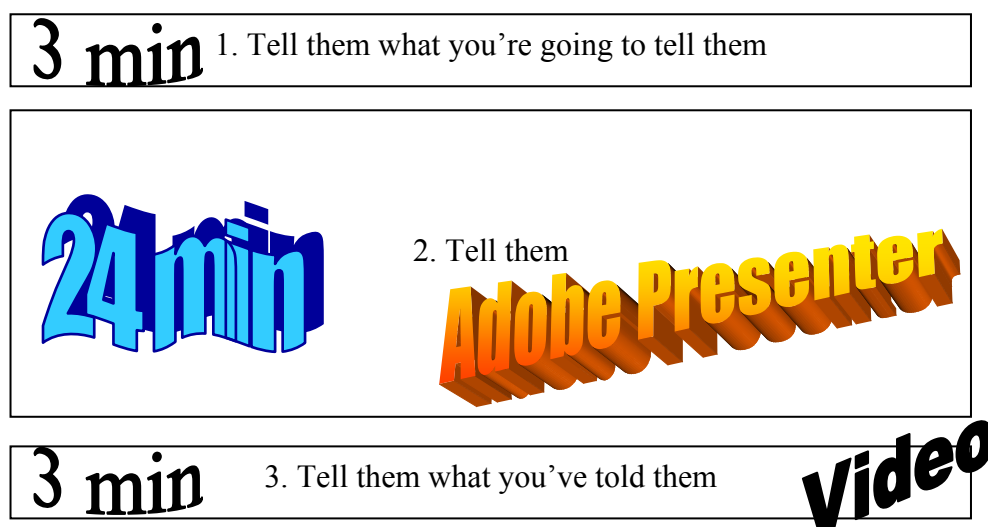 3 min 1. Tell them what you’re going to tell them
24 min
2. Tell them
Adobe Presenter
3 min 3. Tell them what you’ve told them
Video